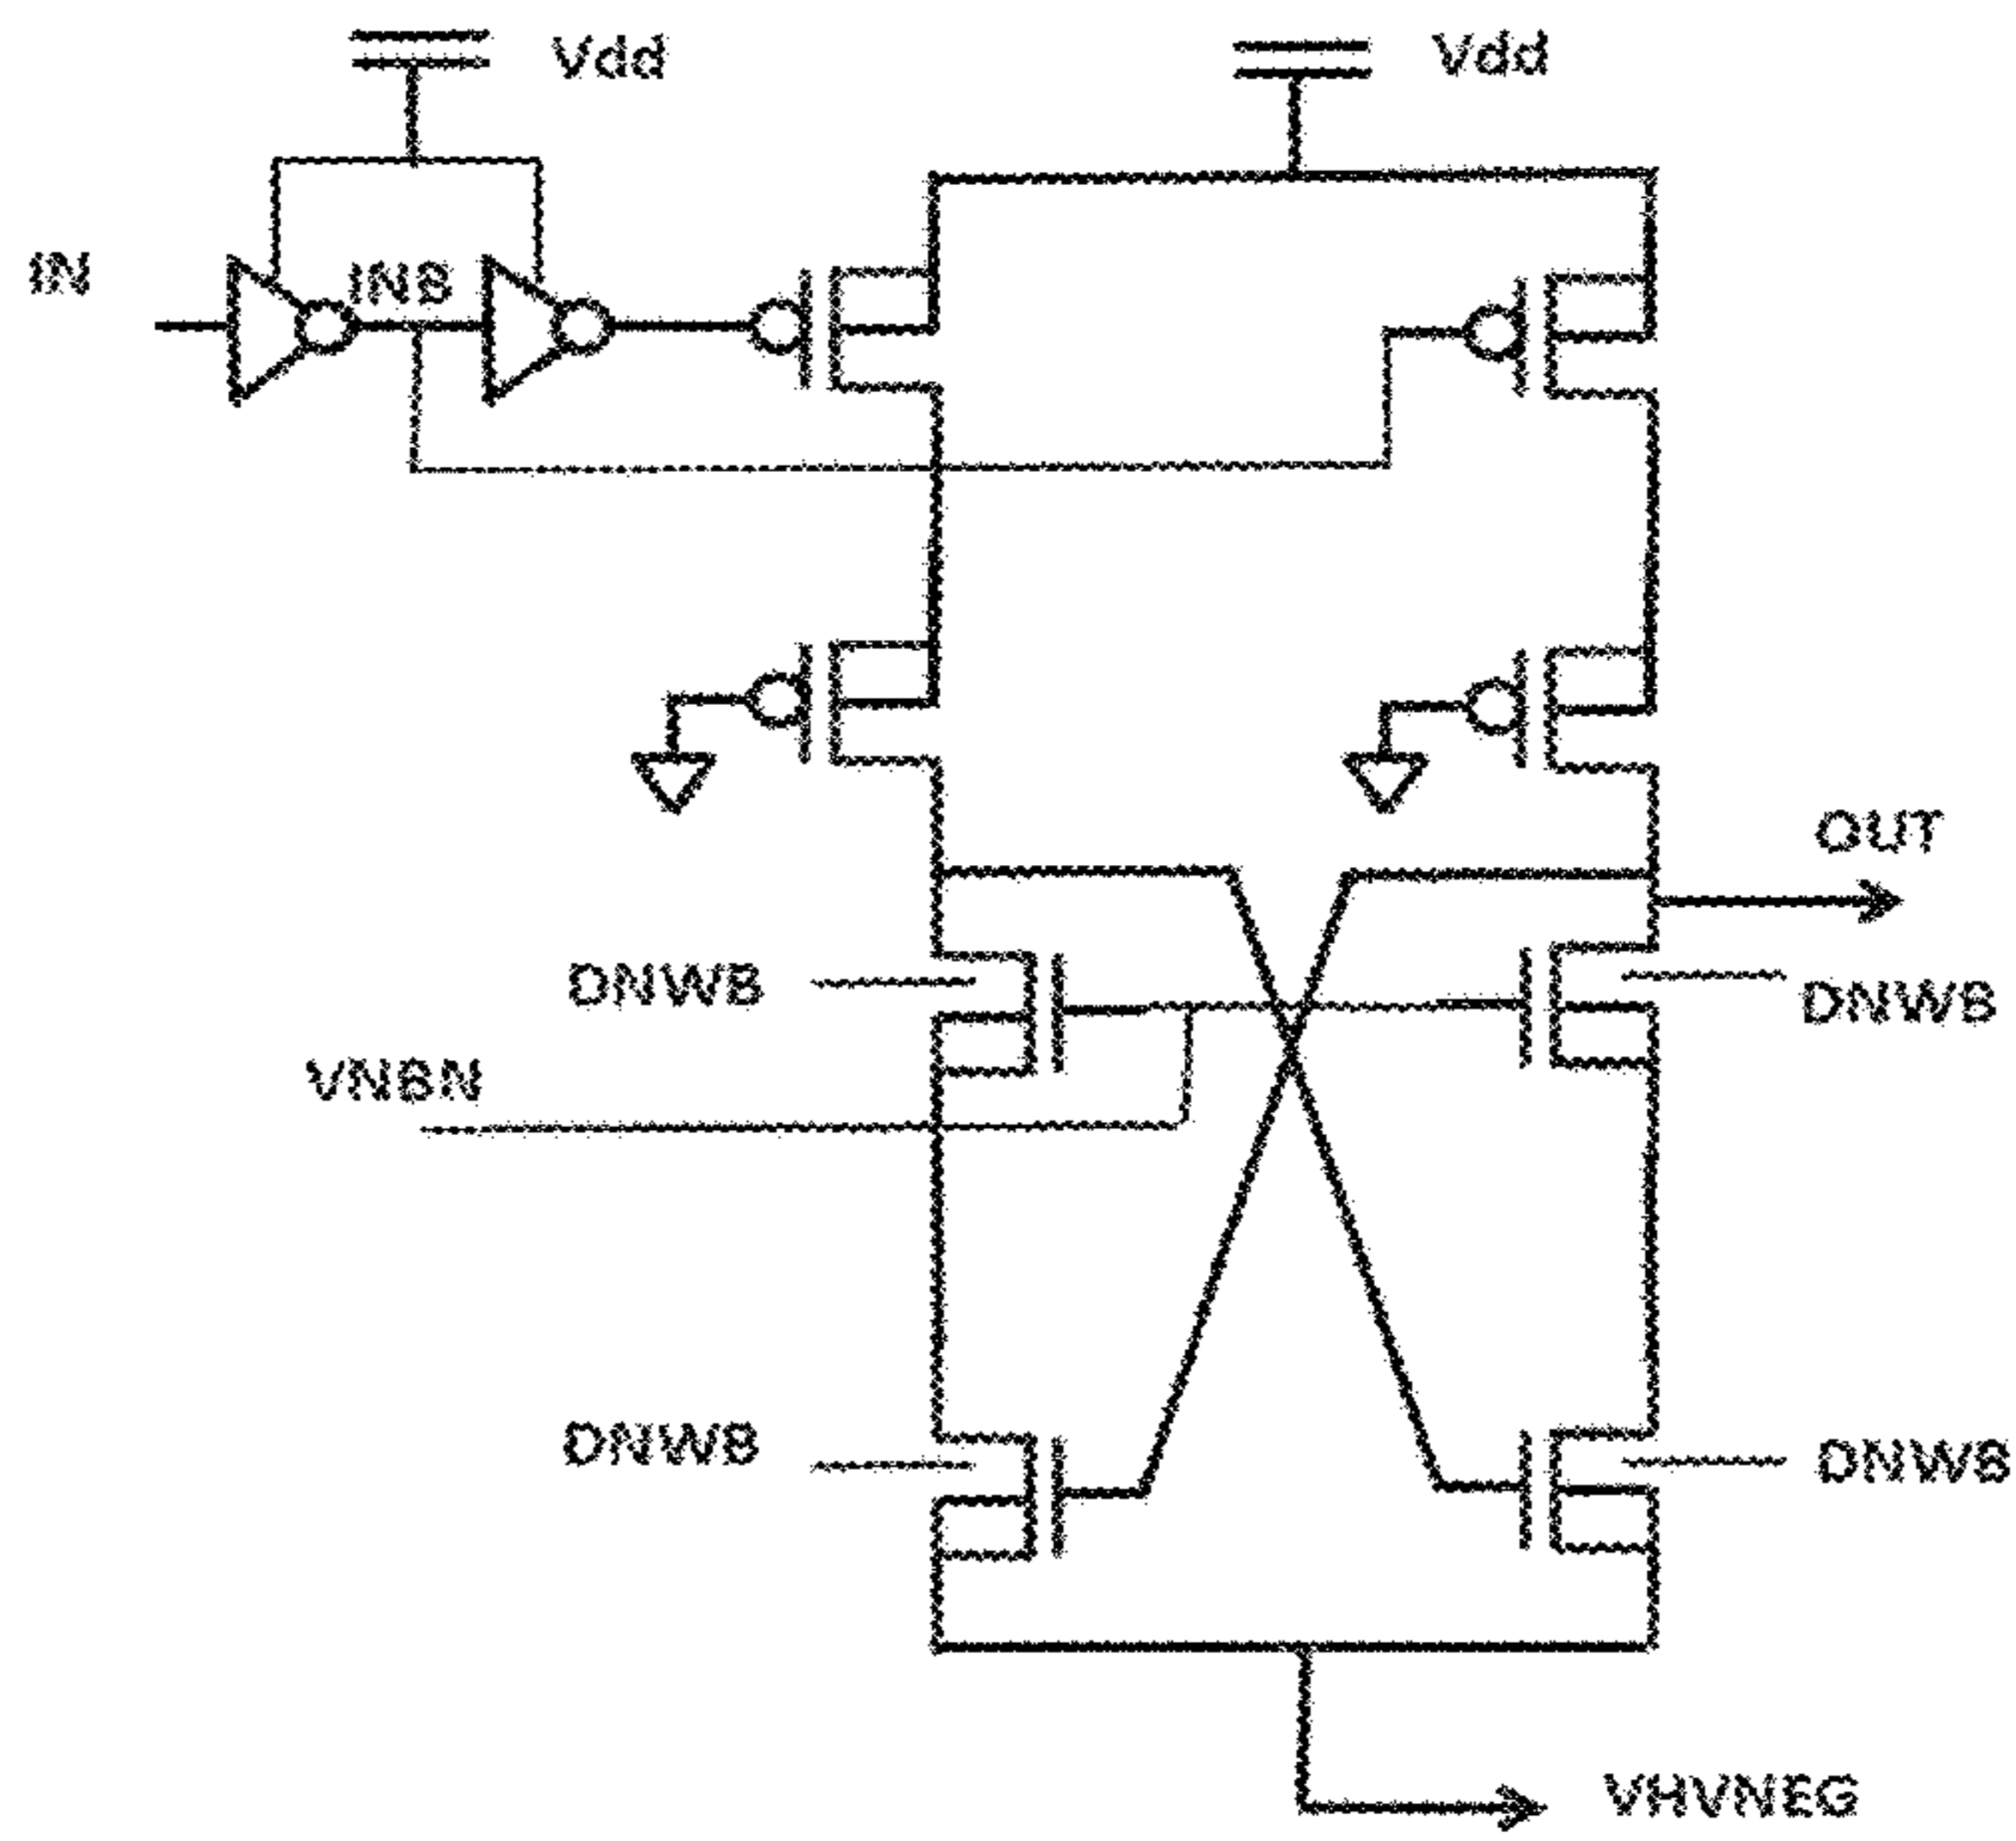 Vdd
Vdd
IN
INB
OUT
DNWB
DNWB
VNBN
DNWB
DNWB
VHVNEG